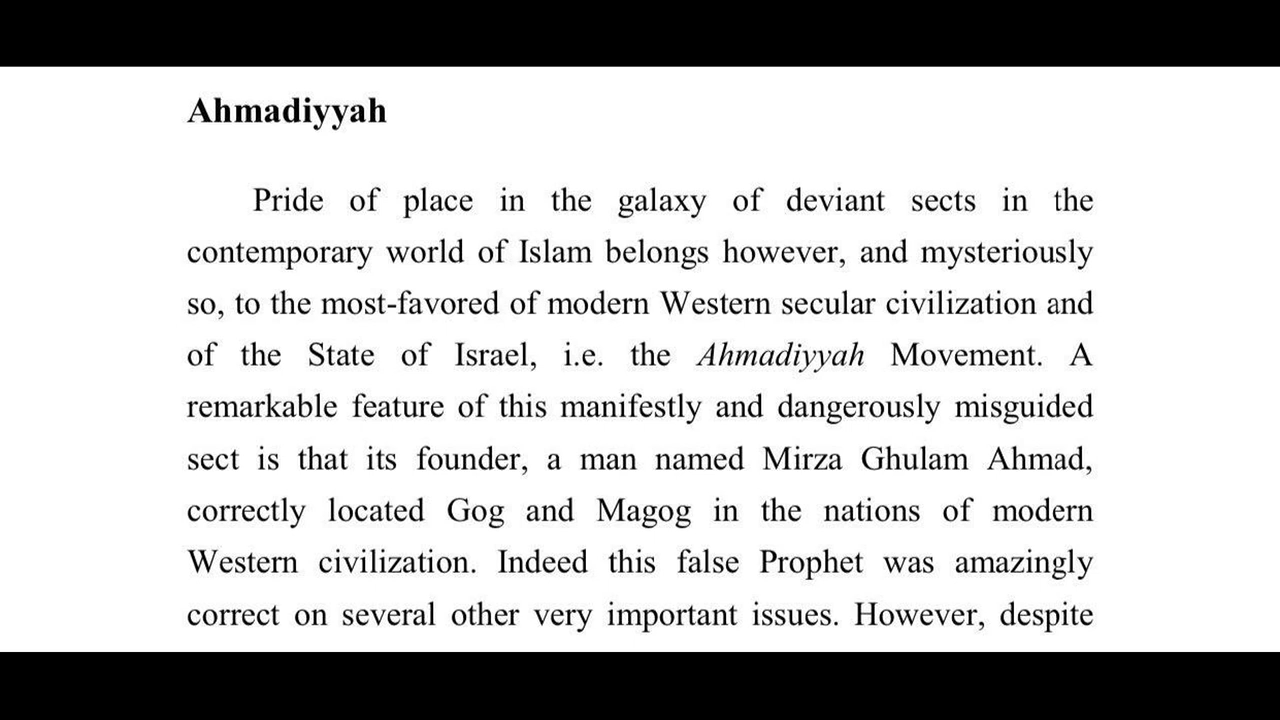 Ahmadiyyah
Pride of place in the galaxy of deviant sects in the
contemporary world of Islam belongs however, and mysteriously
so, to the most-favored of modern Western secular civilization and
of the State of Israel, i.e. the Ahmadiyyah Movement. A
remarkable feature of this manifestly and dangerously misguided
sect is that its founder, a man named Mirza Ghulam Ahmad,
correctly located Gog and Magog in the nations of modern
Western civilization. Indeed this false Prophet was amazingly
correct on several other very important issues. However, despite